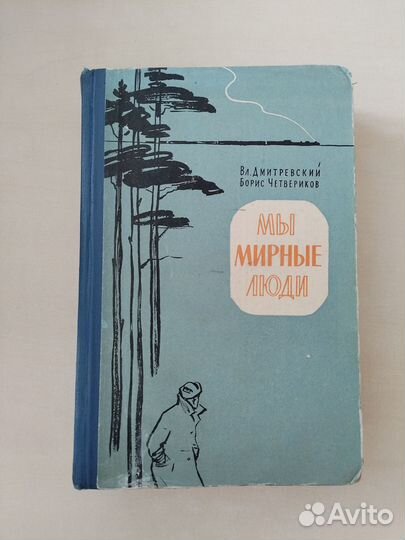 Вл. Дмитревский
Борис Четвериков
МЫ
МИРНЫЕ
ЛЮДИ
Avito